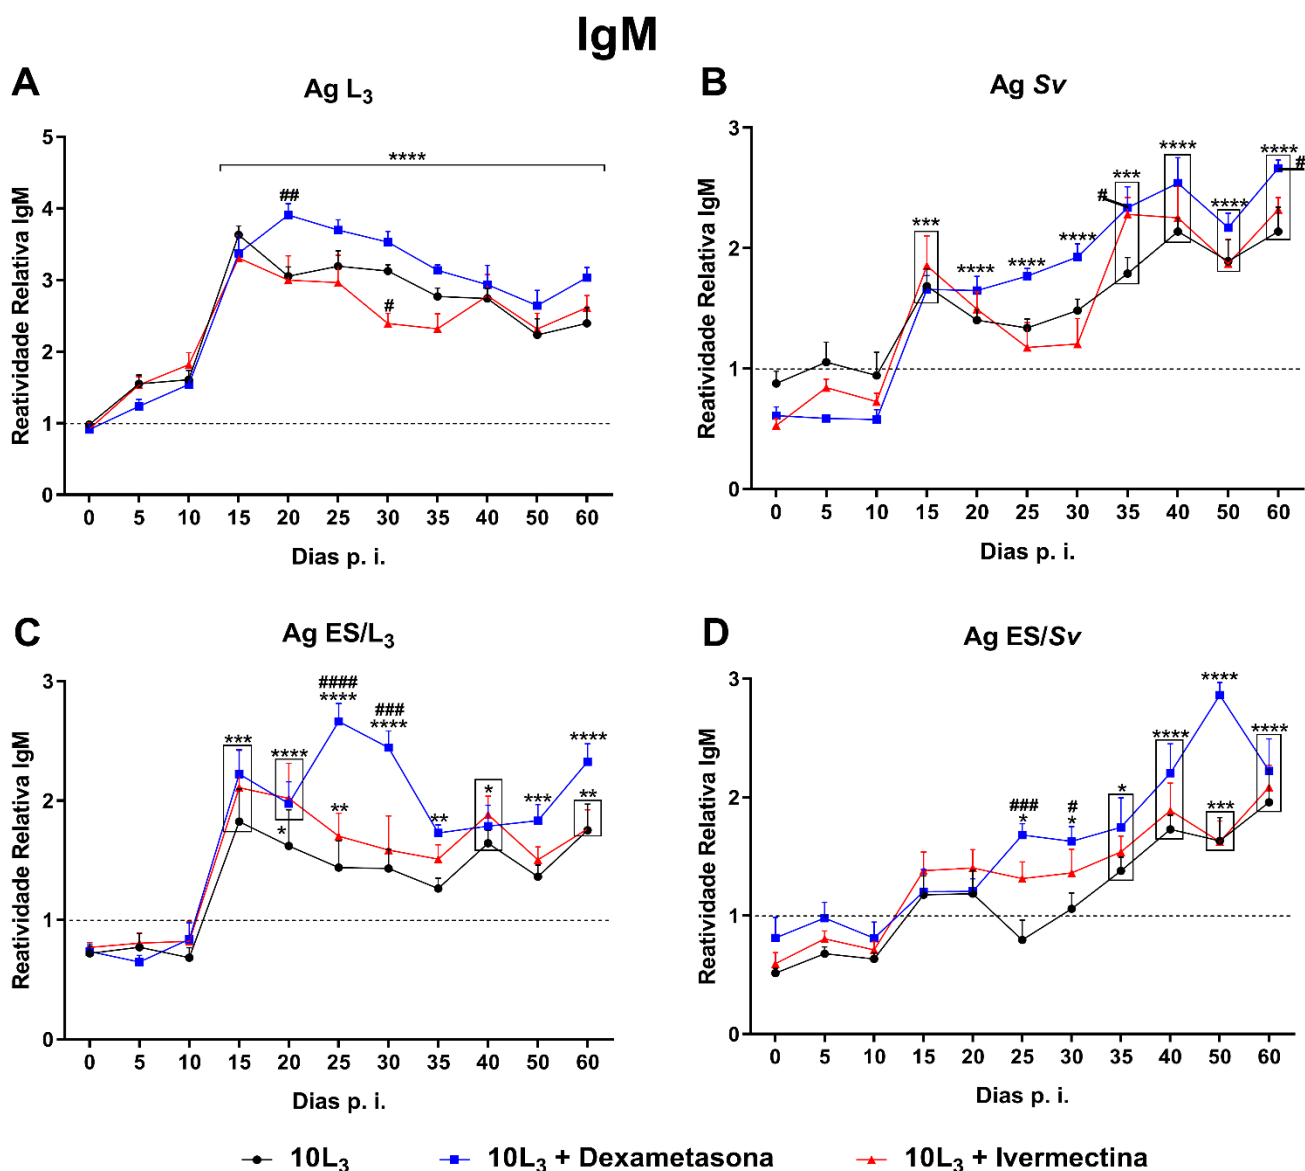 IgM
A
Ag L3
Reatividade Relativa IgM
5
4
3
2
1
0
****
##
#
0 5 10 15 20 25 30 35 40 50 60
Dias p. i.
B
Ag Sv
Reatividade Relativa IgM
3
2
1
0
***
****
****
****
#
***
****
****
****
#
0 5 10 15 20 25 30 35 40 50 60
Dias p. i.
C
Ag ES/L3
Reatividade Relativa IgM
3
2
1
0
***
****
*
####
****
**
###
****
**
*
***
****
**
0 5 10 15 20 25 30 35 40 50 60
Dias p. i.
D
Ag ES/Sv
Reatividade Relativa IgM
3
2
1
0
###
*
#
*
*
****
****
***
****
0 5 10 15 20 25 30 35 40 50 60
Dias p. i.
10L3
10L3 + Dexametasona
10L3 + Ivermectina